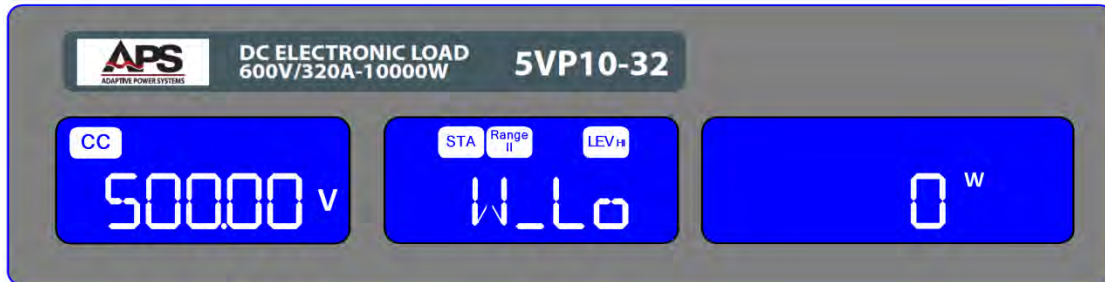 APS
ADAPTIVE POWER SYSTEMS
DC ELECTRONIC LOAD
600V/320A-10000W
5VP10-32
CC
500.00 V
STA Range II LEV HI
W_Lo
0 W